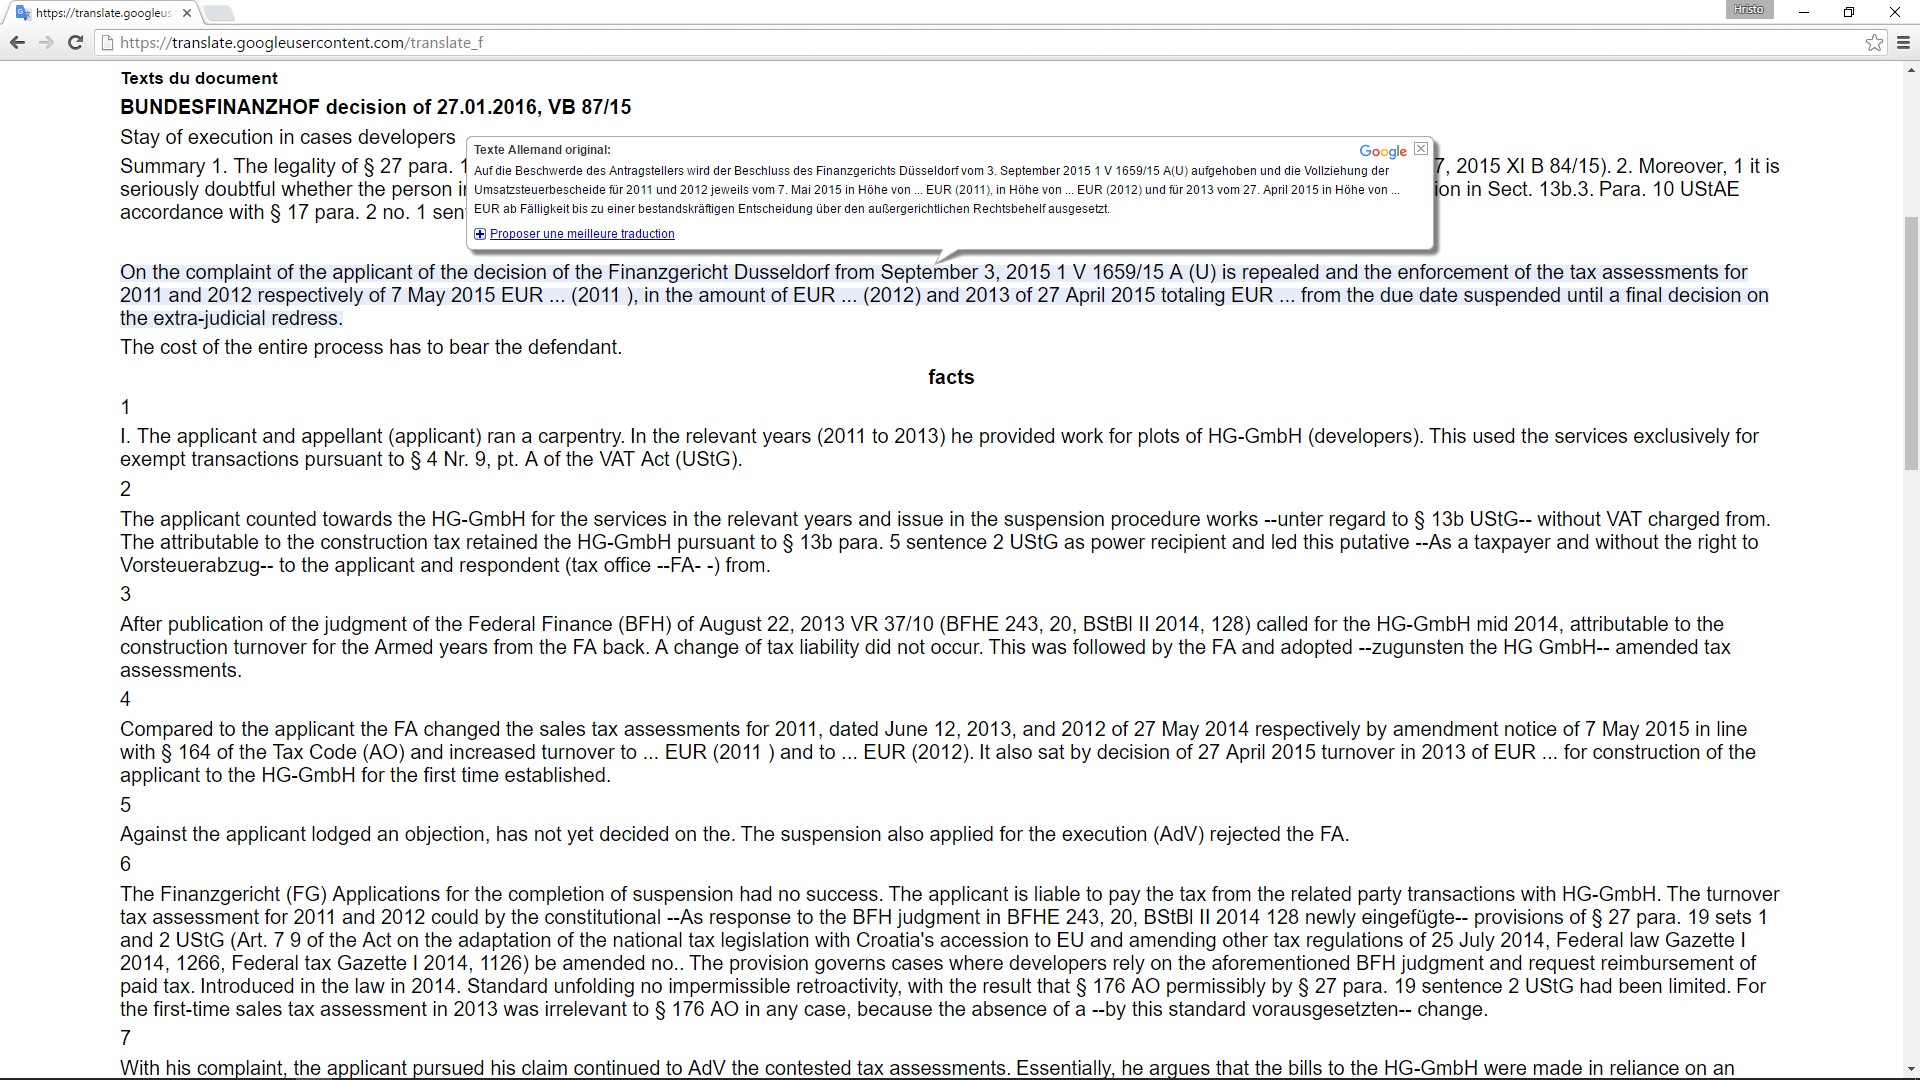 https://translate.googleus
Hristo
https://translate.googleusercontent.com/translate_f
Texts du document
BUNDESFINANZHOF decision of 27.01.2016, VB 87/15
Stay of execution in cases developers
Texte Allemand original:
Google
Auf die Beschwerde des Antragstellers wird der Beschluss des Finanzgerichts Düsseldorf vom 3. September 2015 1 V 1659/15 A(U) aufgehoben und die Vollziehung der
Umsatzsteuerbescheide für 2011 und 2012 jeweils vom 7. Mai 2015 in Höhe von ... EUR (2011), in Höhe von ... EUR (2012) und für 2013 vom 27. April 2015 in Höhe von ...
EUR ab Fälligkeit bis zu einer bestandskräftigen Entscheidung über den außergerichtlichen Rechtsbehelf ausgesetzt.
Proposer une meilleure traduction
Summary 1. The legality of § 27 para. 1 7, 2015 XI B 84/15). 2. Moreover, 1 it is
seriously doubtful whether the person in ion in Sect. 13b.3. Para. 10 UStAE
accordance with § 17 para. 2 no. 1 sen
On the complaint of the applicant of the decision of the Finanzgericht Dusseldorf from September 3, 2015 1 V 1659/15 A (U) is repealed and the enforcement of the tax assessments for
2011 and 2012 respectively of 7 May 2015 EUR ... (2011 ), in the amount of EUR ... (2012) and 2013 of 27 April 2015 totaling EUR ... from the due date suspended until a final decision on
the extra-judicial redress.
The cost of the entire process has to bear the defendant.
facts
1
I. The applicant and appellant (applicant) ran a carpentry. In the relevant years (2011 to 2013) he provided work for plots of HG-GmbH (developers). This used the services exclusively for
exempt transactions pursuant to § 4 Nr. 9, pt. A of the VAT Act (UStG).
2
The applicant counted towards the HG-GmbH for the services in the relevant years and issue in the suspension procedure works --unter regard to § 13b UStG-- without VAT charged from.
The attributable to the construction tax retained the HG-GmbH pursuant to § 13b para. 5 sentence 2 UStG as power recipient and led this putative --As a taxpayer and without the right to
Vorsteuerabzug-- to the applicant and respondent (tax office --FA- -) from.
3
After publication of the judgment of the Federal Finance (BFH) of August 22, 2013 VR 37/10 (BFHE 243, 20, BStBl II 2014, 128) called for the HG-GmbH mid 2014, attributable to the
construction turnover for the Armed years from the FA back. A change of tax liability did not occur. This was followed by the FA and adopted --zugunsten the HG GmbH-- amended tax
assessments.
4
Compared to the applicant the FA changed the sales tax assessments for 2011, dated June 12, 2013, and 2012 of 27 May 2014 respectively by amendment notice of 7 May 2015 in line
with § 164 of the Tax Code (AO) and increased turnover to ... EUR (2011 ) and to ... EUR (2012). It also sat by decision of 27 April 2015 turnover in 2013 of EUR ... for construction of the
applicant to the HG-GmbH for the first time established.
5
Against the applicant lodged an objection, has not yet decided on the. The suspension also applied for the execution (AdV) rejected the FA.
6
The Finanzgericht (FG) Applications for the completion of suspension had no success. The applicant is liable to pay the tax from the related party transactions with HG-GmbH. The turnover
tax assessment for 2011 and 2012 could by the constitutional --As response to the BFH judgment in BFHE 243, 20, BStBl II 2014 128 newly eingefügte-- provisions of § 27 para. 19 sets 1
and 2 UStG (Art. 7 9 of the Act on the adaptation of the national tax legislation with Croatia's accession to EU and amending other tax regulations of 25 July 2014, Federal law Gazette I
2014, 1266, Federal tax Gazette I 2014, 1126) be amended no.. The provision governs cases where developers rely on the aforementioned BFH judgment and request reimbursement of
paid tax. Introduced in the law in 2014. Standard unfolding no impermissible retroactivity, with the result that § 176 AO permissibly by § 27 para. 19 sentence 2 UStG had been limited. For
the first-time sales tax assessment in 2013 was irrelevant to § 176 AO in any case, because the absence of a --by this standard vorausgesetzten-- change.
7
With his complaint, the applicant pursued his claim continued to AdV the contested tax assessments. Essentially, he argues that the bills to the HG-GmbH were made in reliance on an